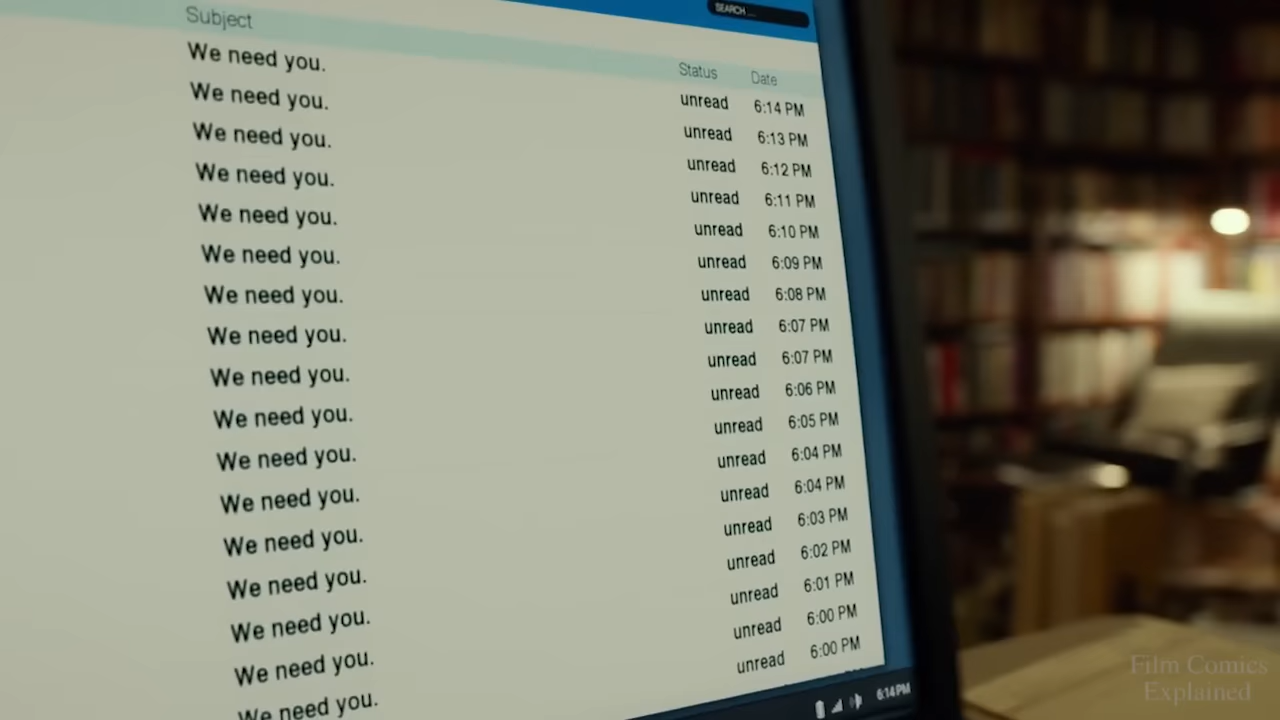 SEARCH ...
Subject Status Date
We need you. unread 6:14 PM
We need you. unread 6:13 PM
We need you. unread 6:12 PM
We need you. unread 6:11 PM
We need you. unread 6:10 PM
We need you. unread 6:09 PM
We need you. unread 6:08 PM
We need you. unread 6:07 PM
We need you. unread 6:07 PM
We need you. unread 6:06 PM
We need you. unread 6:05 PM
We need you. unread 6:04 PM
We need you. unread 6:04 PM
We need you. unread 6:03 PM
We need you. unread 6:02 PM
We need you. unread 6:01 PM
We need you. unread 6:00 PM
unread 6:00 PM
6:14 PM
Film Comics
Explained